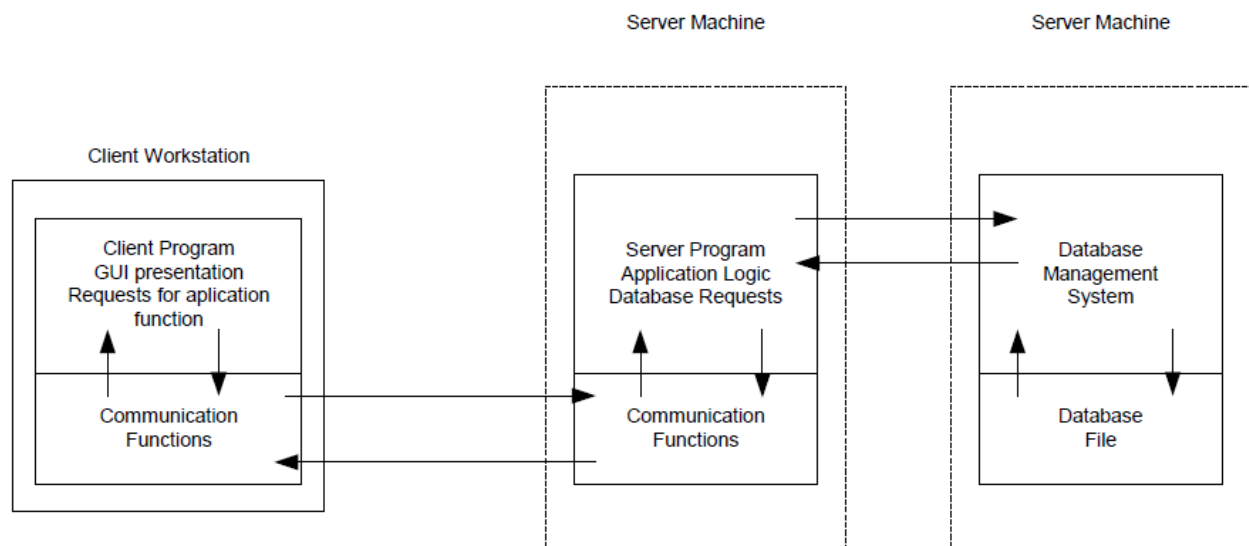 Server Machine
Server Machine
Client Workstation
Client Program
GUI presentation
Requests for aplication
function
Communication
Functions
Server Program
Application Logic
Database Requests
Communication
Functions
Database
Management
System
Database
File